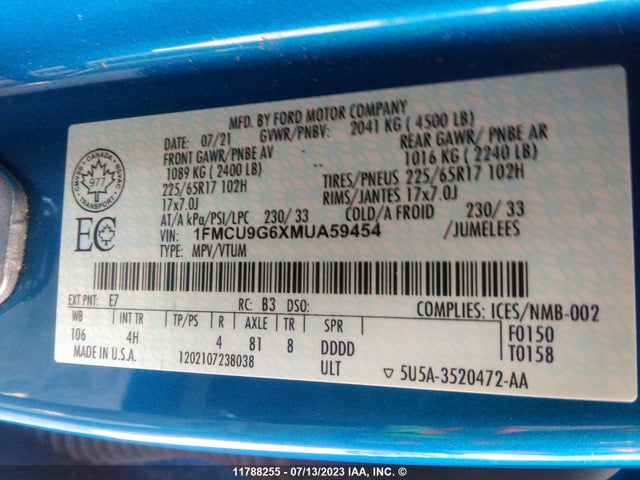 MFD. BY FORD MOTOR COMPANY
DATE: 07/21 GVWR/PNBV: 2041 KG ( 4500 LB)
FRONT GAWR/PNBE AV REAR GAWR/ PNBE AR
1089 KG ( 2400 LB) 1016 KG ( 2240 LB)
225/65R17 102H TIRES/PNEUS 225/65R17 102H
17x7.0J RIMS/JANTES 17x7.0J
AT/A kPa/PSI/LPC 230/ 33 COLD/A FROID 230/ 33
VIN: 1FMCU9G6XMUA59454 /JUMELEES
TYPE: MPV/VTUM
CANADA
CMVSS NSVAC
977
TRANSPORT
EC
EXT PNT: E7 RC: B3 DSO: COMPLIES: ICES/NMB-002
WB INT TR TP/PS R AXLE TR SPR F0150
106 4H 4 81 8 DDDD T0158
MADE IN U.S.A. 1202107238038 ULT ▽ 5U5A-3520472-AA
11788255 - 07/13/2023 IAA, INC. ©